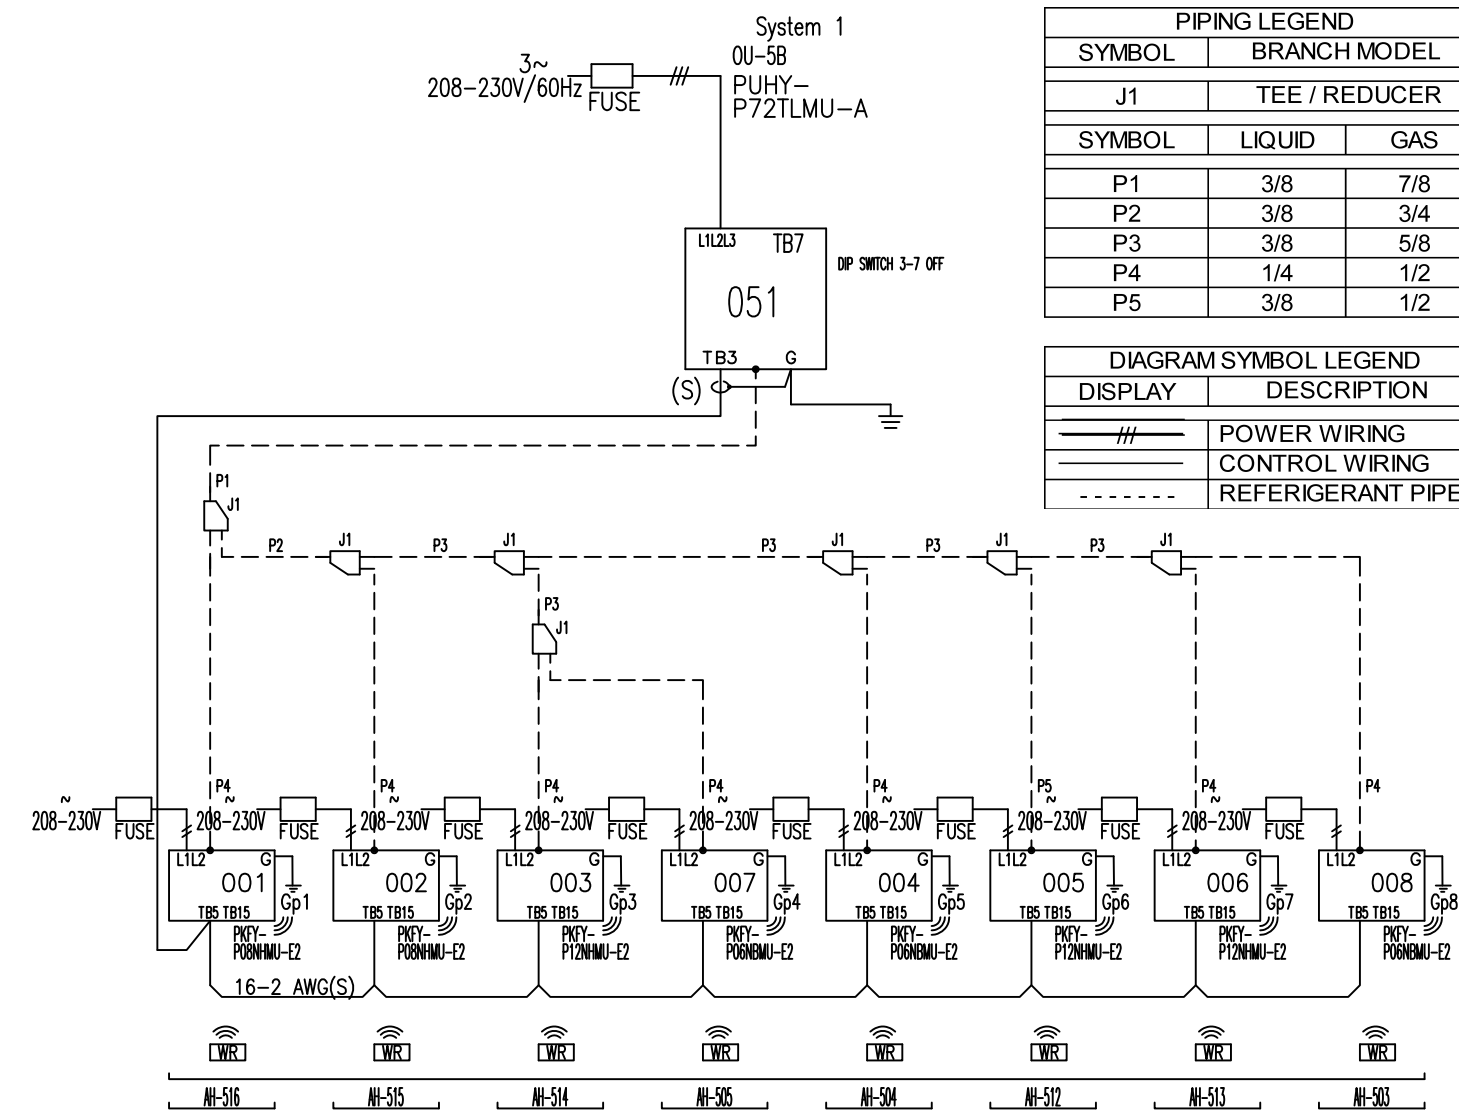 System 1
OU-5B
PUHY-
P72TLMU-A
3~
208-230V/60Hz
FUSE
L1L2L3 TB7
051
TB3 G
DIP SWITCH 3-7 OFF
(S)
PIPING LEGEND
SYMBOL BRANCH MODEL
J1 TEE / REDUCER
SYMBOL LIQUID GAS
P1 3/8 7/8
P2 3/8 3/4
P3 3/8 5/8
P4 1/4 1/2
P5 3/8 1/2
DIAGRAM SYMBOL LEGEND
DISPLAY DESCRIPTION
POWER WIRING
CONTROL WIRING
REFERIGERANT PIPE
P1
J1
P2 J1 P3 J1 P3 J1 P3 J1 P3 J1
P3
J1
P4 P4 P4 P4 P4 P5 P4 P4
~ ~ ~ ~ ~ ~ ~ ~
208-230V 208-230V 208-230V 208-230V 208-230V 208-230V 208-230V 208-230V
FUSE FUSE FUSE FUSE FUSE FUSE FUSE FUSE
L1L2 G L1L2 G L1L2 G L1L2 G L1L2 G L1L2 G L1L2 G L1L2 G
001 002 003 007 004 005 006 008
Gp1 Gp2 Gp3 Gp4 Gp5 Gp6 Gp7 Gp8
TB5 TB15 TB5 TB15 TB5 TB15 TB5 TB15 TB5 TB15 TB5 TB15 TB5 TB15 TB5 TB15
PKFY- PKFY- PKFY- PKFY- PKFY- PKFY- PKFY- PKFY-
P08NHMU-E2 P08NHMU-E2 P12NHMU-E2 P06NBMU-E2 P06NBMU-E2 P12NHMU-E2 P12NHMU-E2 P06NBMU-E2
16-2 AWG(S)
WR WR WR WR WR WR WR WR
AH-516 AH-515 AH-514 AH-505 AH-504 AH-512 AH-513 AH-503